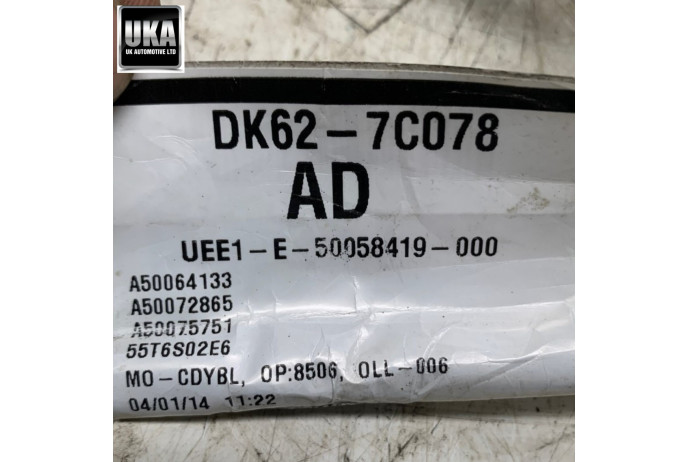 UKA
UK AUTOMOTIVE LTD
DK62-7C078
AD
UEE1-E-50058419-000
A50064133
A50072865
A50075751
55T6S02E6
MO-CDYBL, OP:8506, OLL-006
04/01/14 11:22